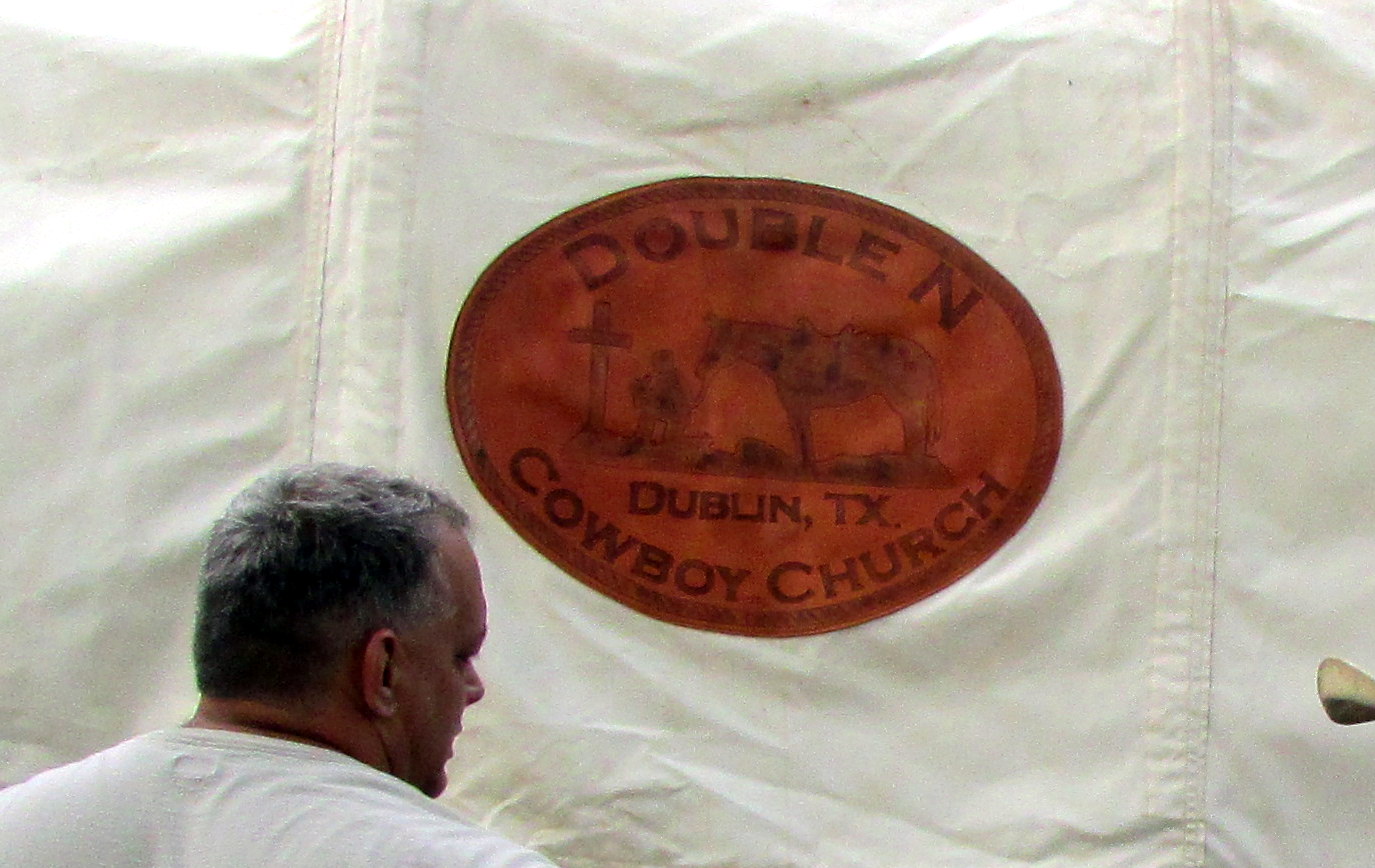 DOUBLE N
DUBLIN, TX.
COWBOY CHURCH